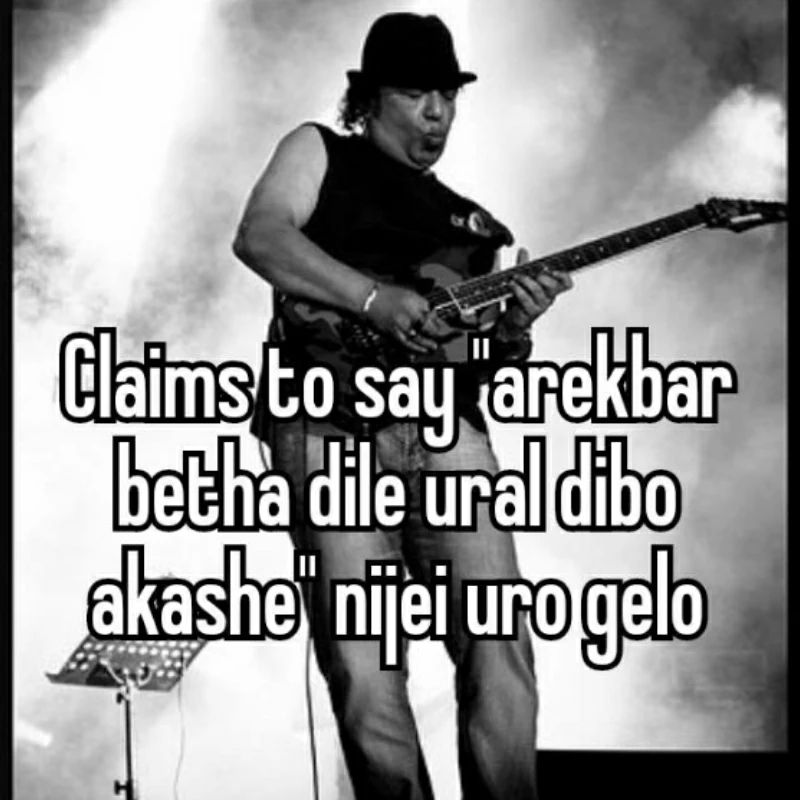 Claims to say "arekbar
betha dile ural dibo
akashe" nijei uro gelo